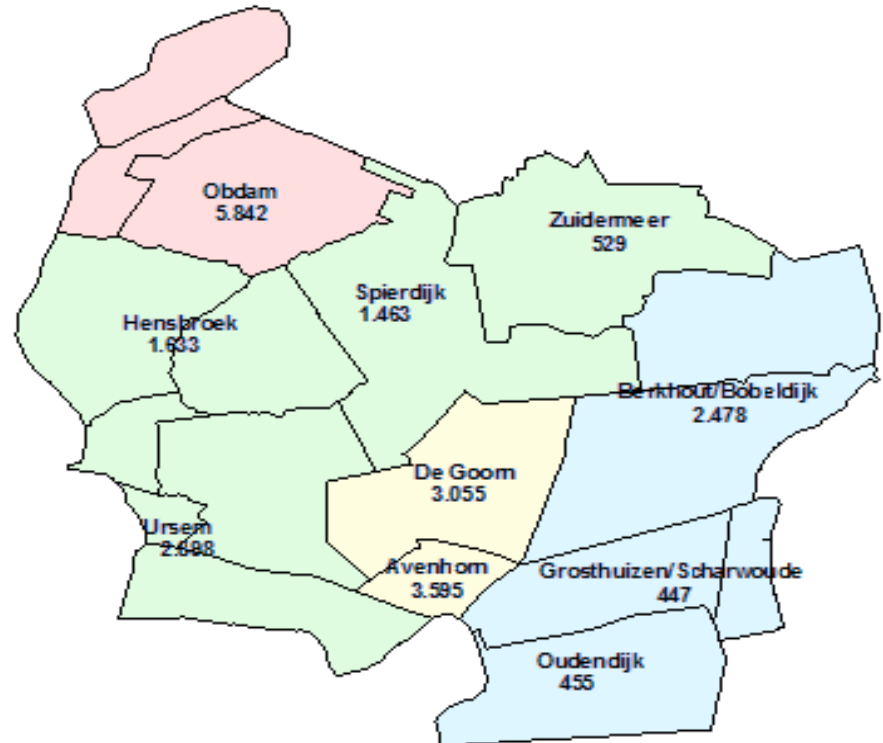 Obdam
5.842
Zuidermeer
529
Spierdijk
1.463
Hensbroek
1.633
Berkhout/Bobeldijk
2.478
De Goorn
3.055
Ursem
Avenhorn
3.595
Grosthuizen/Scharwoude
447
Oudendijk
455